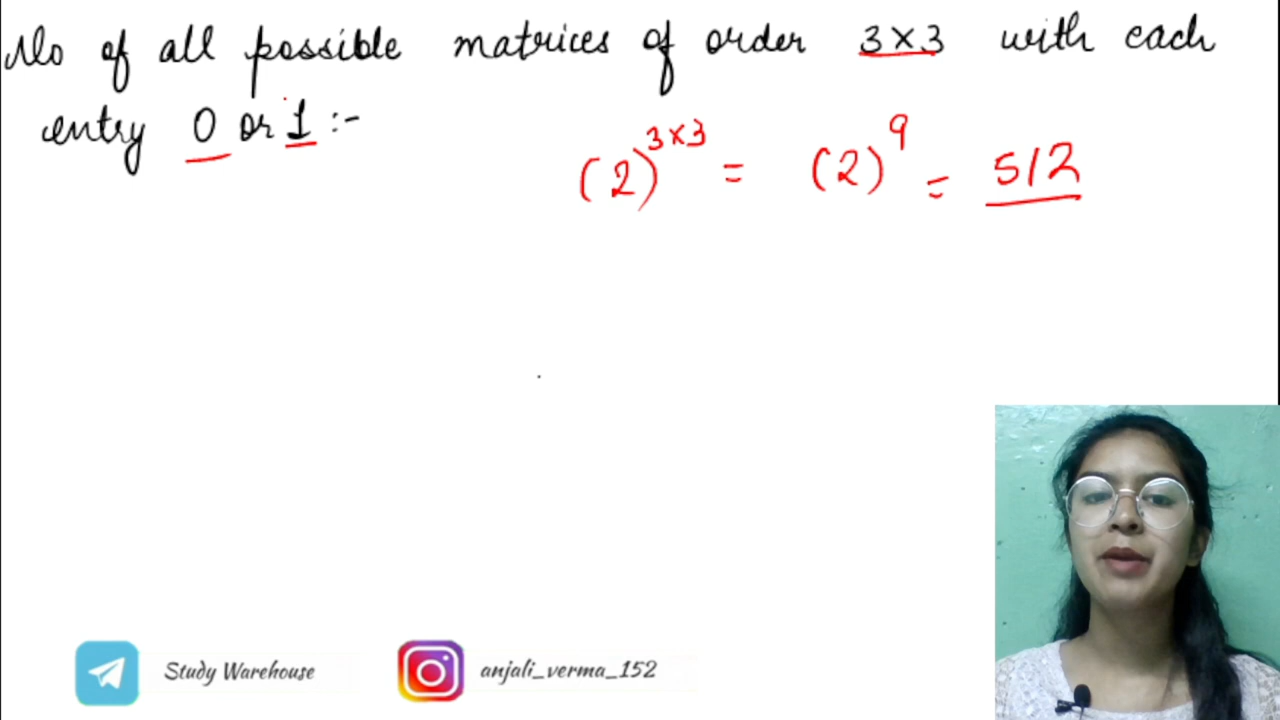 No of all possible matrices of order 3×3 with each
entry 0 or 1 :-
(2)^{3×3} = (2)^9 = 512
Study Warehouse
anjali_verma_152